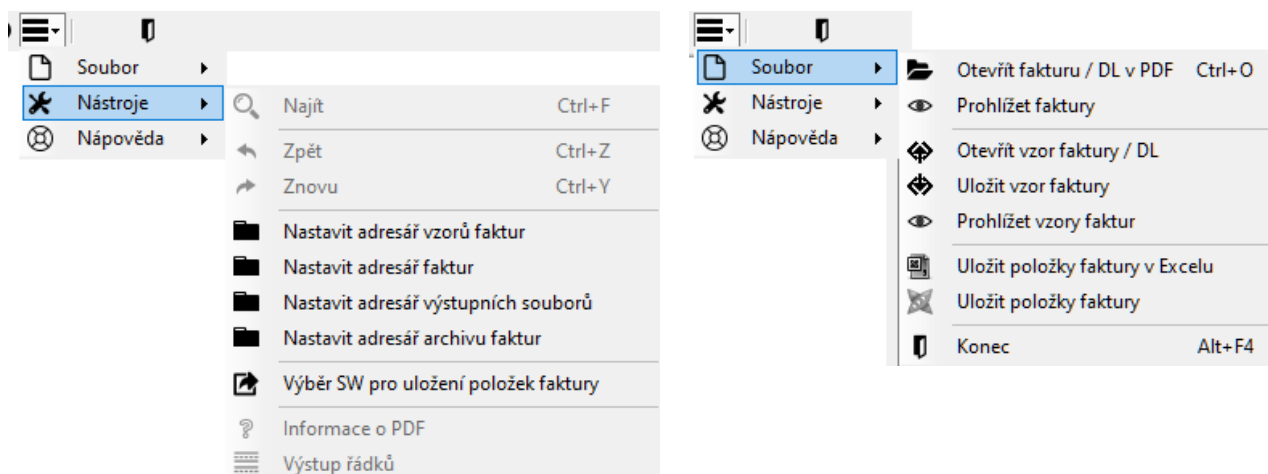 Soubor
Nástroje
Nápověda
Najít Ctrl+F
Zpět Ctrl+Z
Znovu Ctrl+Y
Nastavit adresář vzorů faktur
Nastavit adresář faktur
Nastavit adresář výstupních souborů
Nastavit adresář archivu faktur
Výběr SW pro uložení položek faktury
Informace o PDF
Výstup řádků
Soubor
Nástroje
Nápověda
Otevřít fakturu / DL v PDF Ctrl+O
Prohlížet faktury
Otevřít vzor faktury / DL
Uložit vzor faktury
Prohlížet vzory faktur
Uložit položky faktury v Excelu
Uložit položky faktury
Konec Alt+F4